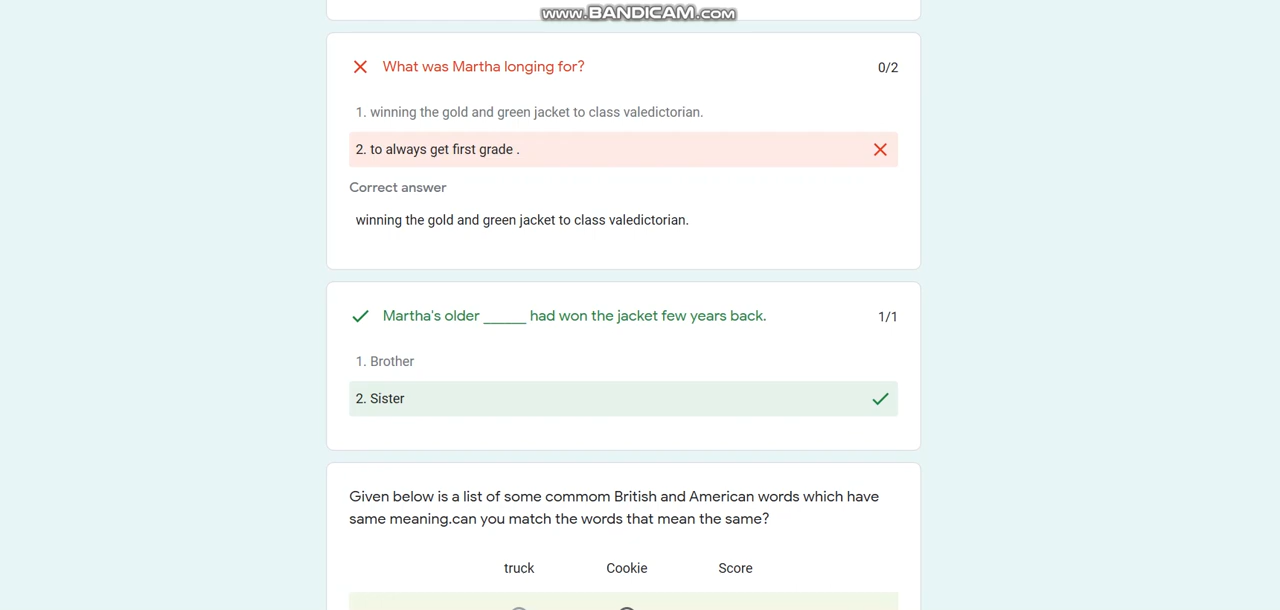 www.BANDICAM.com
What was Martha longing for?
0/2
1. winning the gold and green jacket to class valedictorian.
2. to always get first grade .
Correct answer
winning the gold and green jacket to class valedictorian.
Martha's older ______ had won the jacket few years back.
1/1
1. Brother
2. Sister
Given below is a list of some commom British and American words which have
same meaning.can you match the words that mean the same?
truck Cookie Score